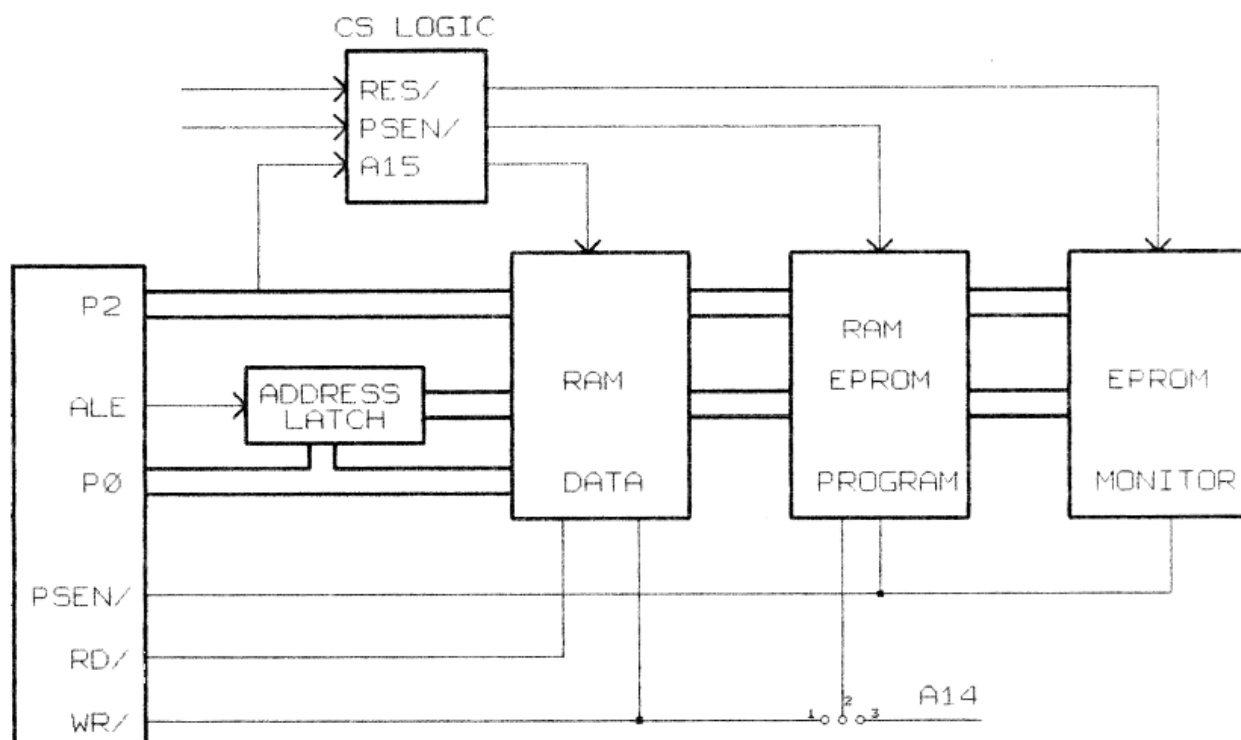 CS LOGIC
RES/
PSEN/
A15
P2
ALE
PØ
PSEN/
RD/
WR/
ADDRESS
LATCH
RAM
DATA
RAM
EPROM
PROGRAM
EPROM
MONITOR
1
2
3
A14